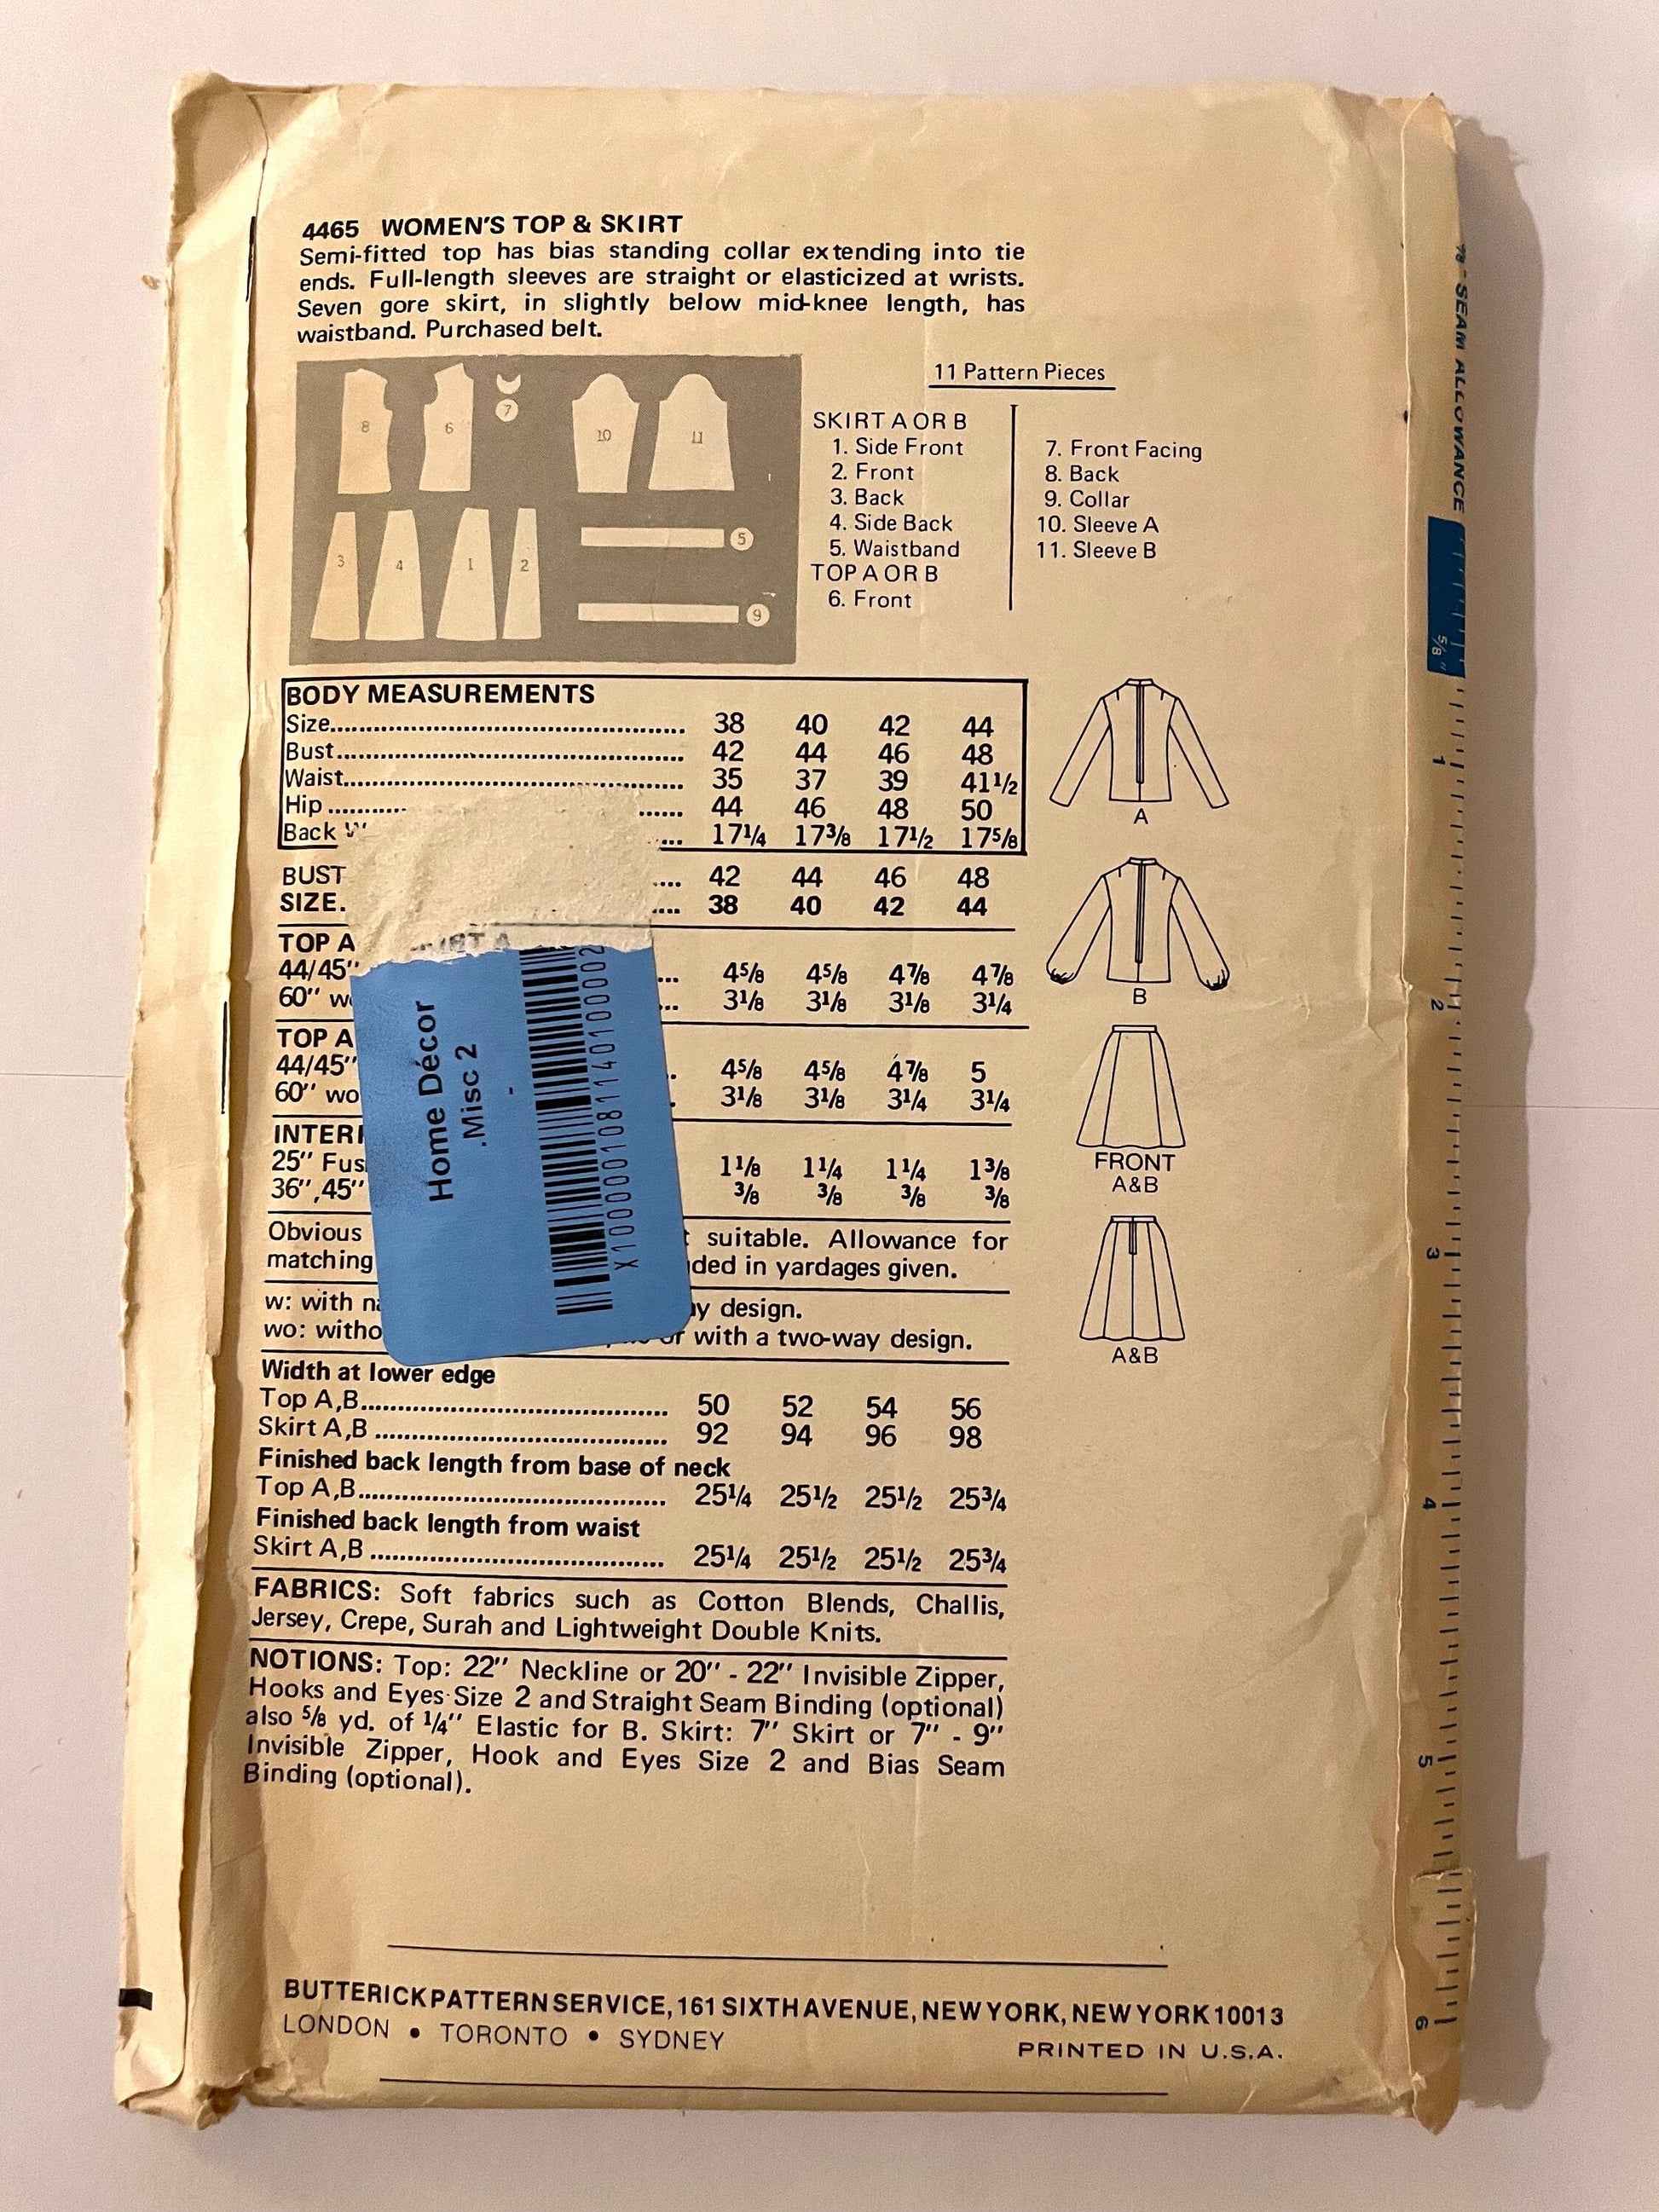 4465 WOMEN'S TOP & SKIRT
Semi-fitted top has bias standing collar extending into tie
ends. Full-length sleeves are straight or elasticized at wrists.
Seven gore skirt, in slightly below mid-knee length, has
waistband. Purchased belt.
8 6 7 10 11
3 4 1 2 5
9
11 Pattern Pieces
SKIRT A OR B
1. Side Front
2. Front
3. Back
4. Side Back
5. Waistband
TOP A OR B
6. Front
7. Front Facing
8. Back
9. Collar
10. Sleeve A
11. Sleeve B
BODY MEASUREMENTS
Size 38 40 42 44
Bust 42 44 46 48
Waist 35 37 39 41½
Hip 44 46 48 50
Back 17¼ 17⅜ 17½ 17⅝
BUST 42 44 46 48
SIZE 38 40 42 44
TOP A
44/45" 4⅝ 4⅝ 4⅞ 4⅞
60" 3⅛ 3⅛ 3⅛ 3¼
TOP A
44/45" 4⅝ 4⅝ 4⅞ 5
60" wo 3⅛ 3⅛ 3¼ 3¼
25" 1⅛ 1¼ 1¼ 1⅜
36",45" ⅜ ⅜ ⅜ ⅜
Obvious suitable. Allowance for
matching in yardages given.
w: with design.
wo: or with a two-way design.
Home Décor
.Misc 2
-
Width at lower edge
Top A,B 50 52 54 56
Skirt A,B 92 94 96 98
Finished back length from base of neck
Top A,B 25¼ 25½ 25½ 25¾
Finished back length from waist
Skirt A,B 25¼ 25½ 25½ 25¾
FABRICS: Soft fabrics such as Cotton Blends, Challis,
Jersey, Crepe, Surah and Lightweight Double Knits.
NOTIONS: Top: 22" Neckline or 20" - 22" Invisible Zipper,
Hooks and Eyes Size 2 and Straight Seam Binding (optional)
also ⅝ yd. of ¼" Elastic for B. Skirt: 7" Skirt or 7" - 9"
Invisible Zipper, Hook and Eyes Size 2 and Bias Seam
Binding (optional).
A
B
FRONT
A&B
A&B
SEAM ALLOWANCE
⅝"
1
2
3
4
5
6
BUTTERICK PATTERN SERVICE, 161 SIXTH AVENUE, NEW YORK, NEW YORK 10013
LONDON • TORONTO • SYDNEY
PRINTED IN U.S.A.